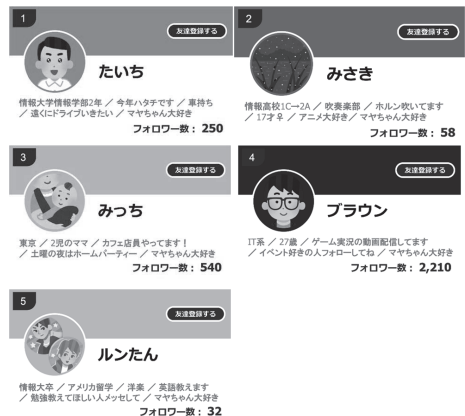 1
友達登録する
たいち
情報大学情報学部2年 ／ 今年ハタチです ／ 車持ち
／ 遠くにドライブいきたい ／ マヤちゃん大好き
フォロワー数： 250
2
友達登録する
みさき
情報高校1C→2A ／ 吹奏楽部 ／ ホルン吹いてます
／ 17才♀ ／ アニメ大好き／ マヤちゃん大好き
フォロワー数： 58
3
友達登録する
みっち
東京 ／ 2児のママ ／ カフェ店員やってます！
／ 土曜の夜はホームパーティー ／ マヤちゃん大好き
フォロワー数： 540
4
友達登録する
ブラウン
IT系 ／ 27歳 ／ ゲーム実況の動画配信してます
／ イベント好きの人フォローしてね ／ マヤちゃん大好き
フォロワー数： 2,210
5
友達登録する
ルンたん
情報大卒 ／ アメリカ留学 ／ 洋楽 ／ 英語教えます
／ 勉強教えてほしい人メッセして ／ マヤちゃん大好き
フォロワー数： 32